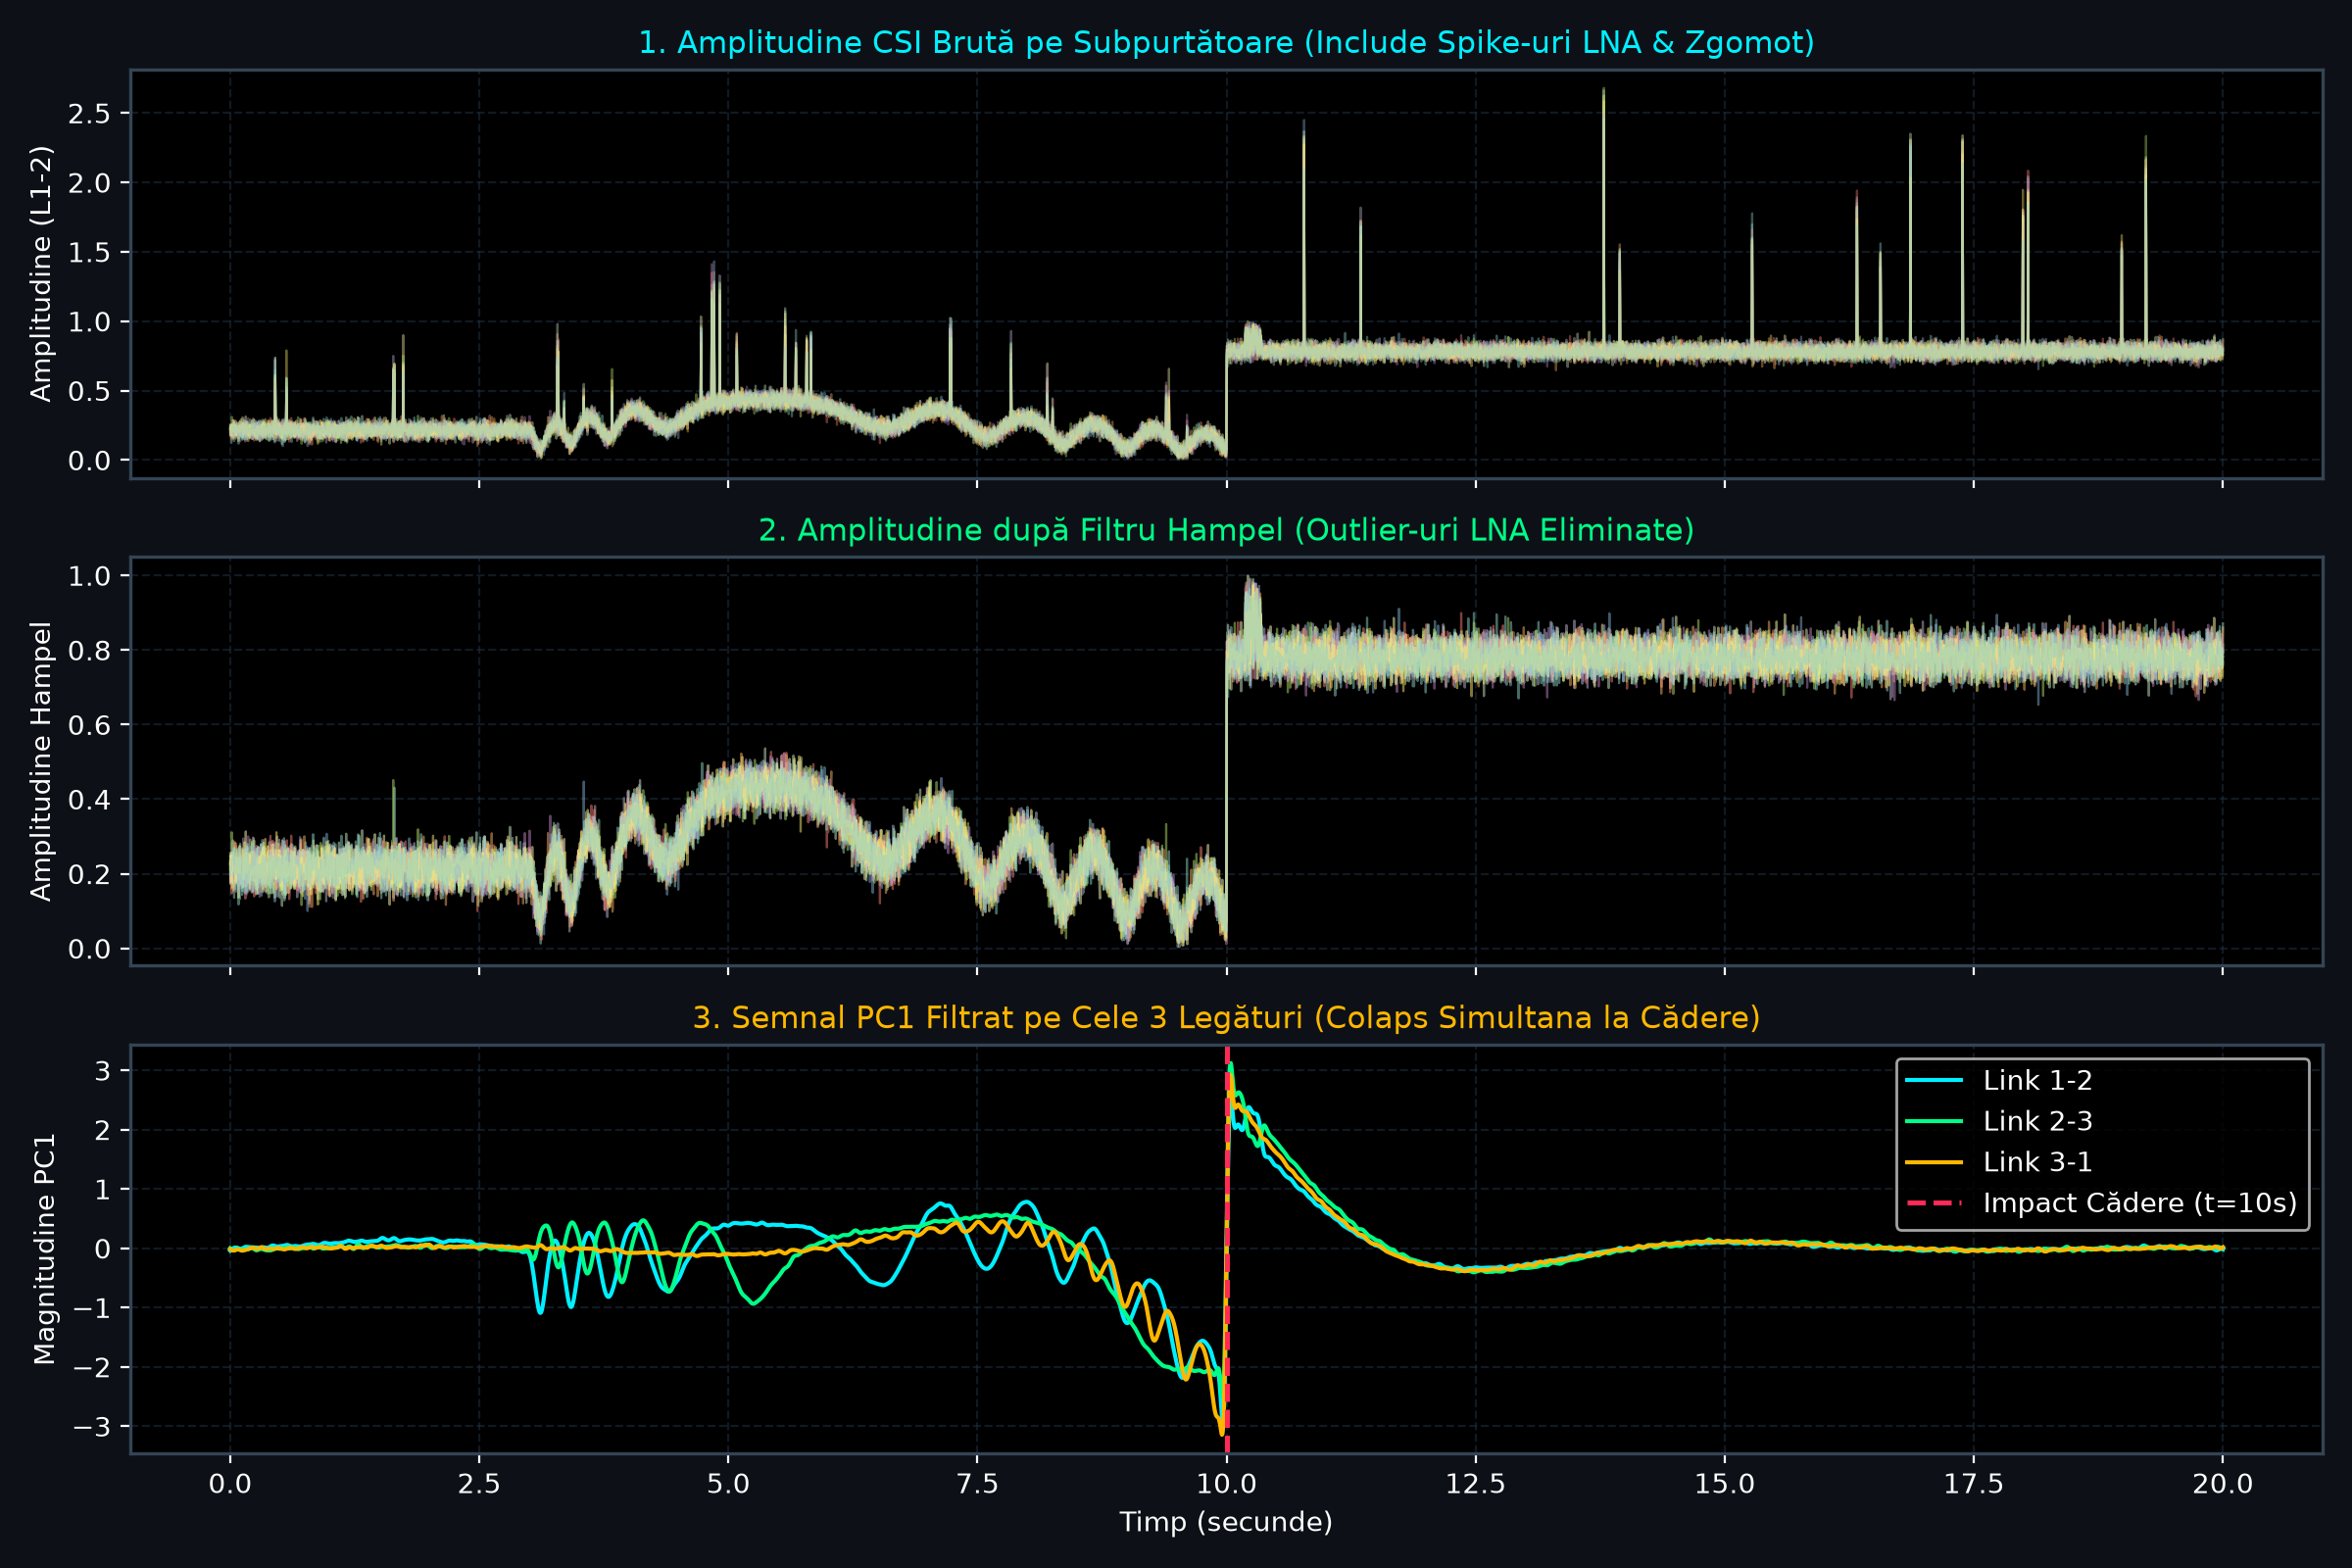 1. Amplitudine CSI Brută pe Subpurtătoare (Include Spike-uri LNA & Zgomot)
Amplitudine (L1-2)
2.5
2.0
1.5
1.0
0.5
0.0
2. Amplitudine după Filtru Hampel (Outlier-uri LNA Eliminate)
Amplitudine Hampel
1.0
0.8
0.6
0.4
0.2
0.0
3. Semnal PC1 Filtrat pe Cele 3 Legături (Colaps Simultana la Cădere)
Magnitudine PC1
3
2
1
0
−1
−2
−3
Link 1-2
Link 2-3
Link 3-1
Impact Cădere (t=10s)
0.0 2.5 5.0 7.5 10.0 12.5 15.0 17.5 20.0
Timp (secunde)